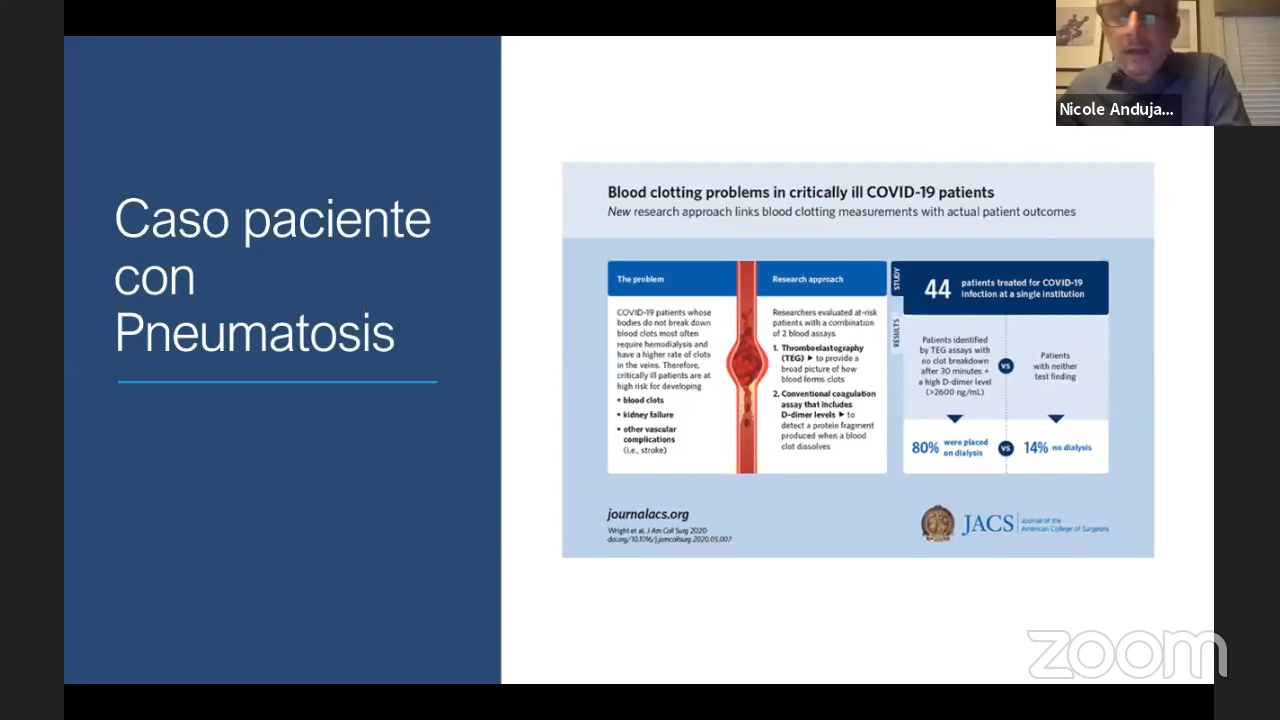 Nicole Anduja...
Caso paciente
con
Pneumatosis
Blood clotting problems in critically ill COVID-19 patients
New research approach links blood clotting measurements with actual patient outcomes
The problem
COVID-19 patients whose
bodies do not break down
blood clots most often
require hemodialysis and
have a higher rate of clots
in the veins. Therefore,
critically ill patients are at
high risk for developing
• blood clots
• kidney failure
• other vascular
complications
(i.e., stroke)
Research approach
Researchers evaluated at-risk
patients with a combination
of 2 blood assays
1. Thromboelastography
(TEG) ▶ to provide a
broad picture of how
blood forms clots
2. Conventional coagulation
assay that includes
D-dimer levels ▶ to
detect a protein fragment
produced when a blood
clot dissolves
STUDY
44 patients treated for COVID-19
infection at a single institution
RESULTS
Patients identified
by TEG assays with
no clot breakdown
after 30 minutes +
a high D-dimer level
(>2600 ng/mL)
vs
Patients
with neither
test finding
80% were placed
on dialysis
vs
14% no dialysis
journalacs.org
Wright et al, J Am Coll Surg 2020
doi.org/10.1016/j.jamcollsurg.2020.05.007
JACS Journal of the
American College of Surgeons
zoom